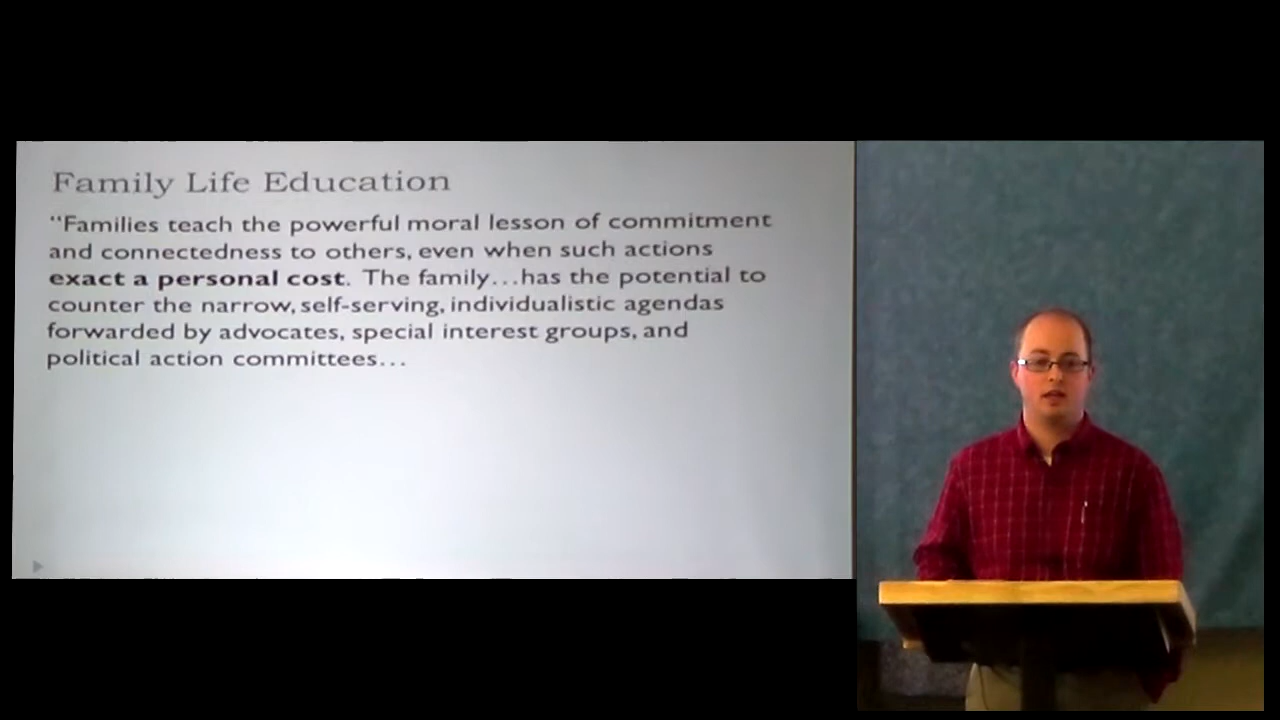 Family Life Education
“Families teach the powerful moral lesson of commitment
and connectedness to others, even when such actions
exact a personal cost. The family...has the potential to
counter the narrow, self-serving, individualistic agendas
forwarded by advocates, special interest groups, and
political action committees...